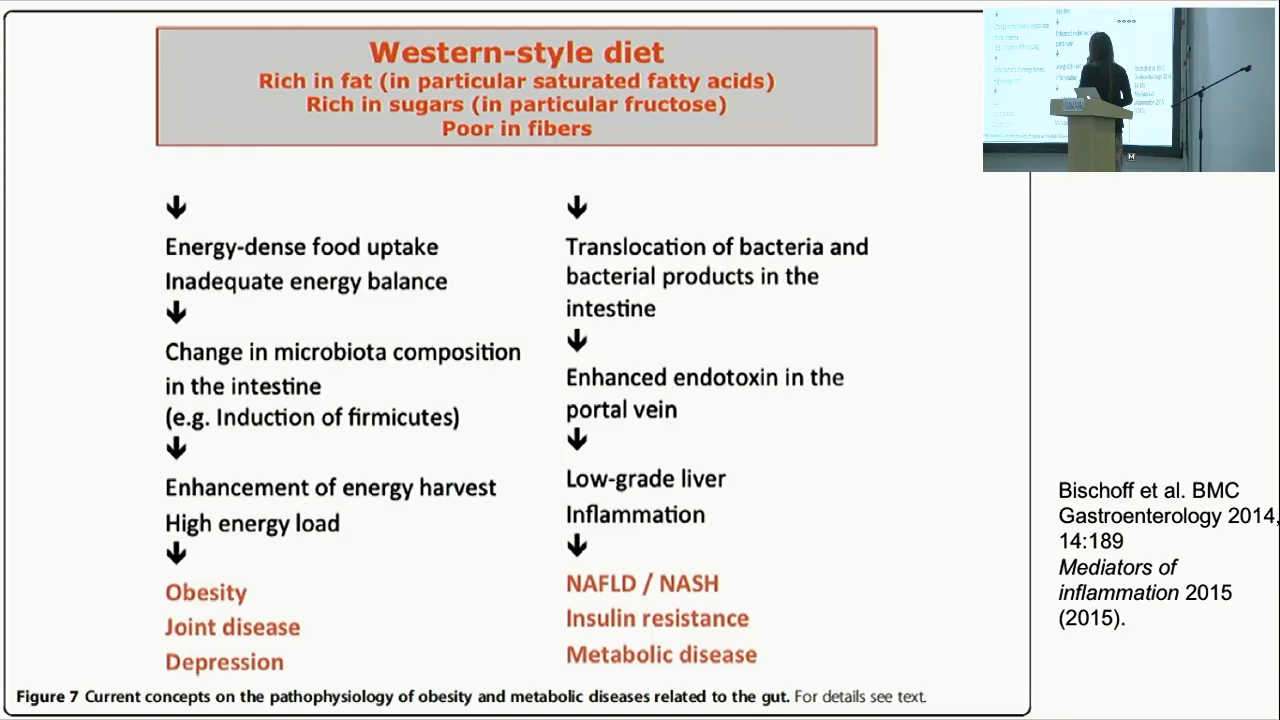 Western-style diet
Rich in fat (in particular saturated fatty acids)
Rich in sugars (in particular fructose)
Poor in fibers
Energy-dense food uptake
Inadequate energy balance
Change in microbiota composition
in the intestine
(e.g. Induction of firmicutes)
Enhancement of energy harvest
High energy load
Obesity
Joint disease
Depression
Translocation of bacteria and
bacterial products in the
intestine
Enhanced endotoxin in the
portal vein
Low-grade liver
Inflammation
NAFLD / NASH
Insulin resistance
Metabolic disease
Figure 7 Current concepts on the pathophysiology of obesity and metabolic diseases related to the gut. For details see text.
Bischoff et al. BMC
Gastroenterology 2014,
14:189
Mediators of
inflammation 2015
(2015).